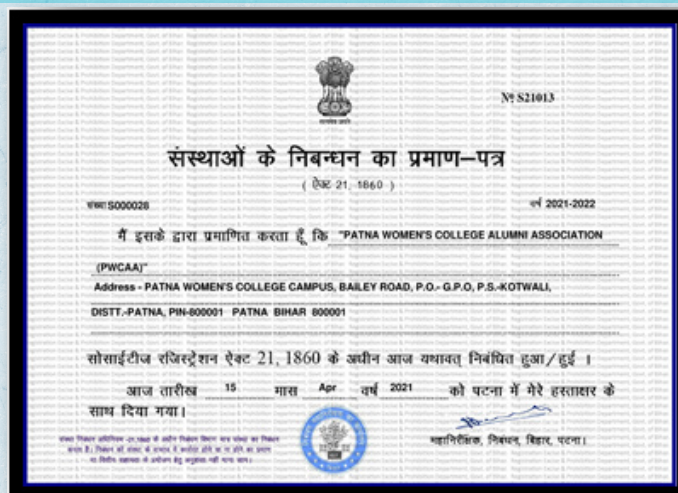 № S21013
संस्थाओं के निबन्धन का प्रमाण–पत्र
( ऐक्ट 21, 1860 )
संख्या S000028 वर्ष 2021-2022
मैं इसके द्वारा प्रमाणित करता हूँ कि "PATNA WOMEN'S COLLEGE ALUMNI ASSOCIATION
(PWCAA)"
Address - PATNA WOMEN'S COLLEGE CAMPUS, BAILEY ROAD, P.O.- G.P.O, P.S.-KOTWALI,
DISTT.-PATNA, PIN-800001 PATNA BIHAR 800001
सोसाईटीज रजिस्ट्रेशन ऐक्ट 21, 1860 के अधीन आज यथावत् निबंधित हुआ/हुई ।
आज तारीख 15 मास Apr वर्ष 2021 को पटना में मेरे हस्ताक्षर के
साथ दिया गया।
महानिरीक्षक, निबंधन, बिहार, पटना।